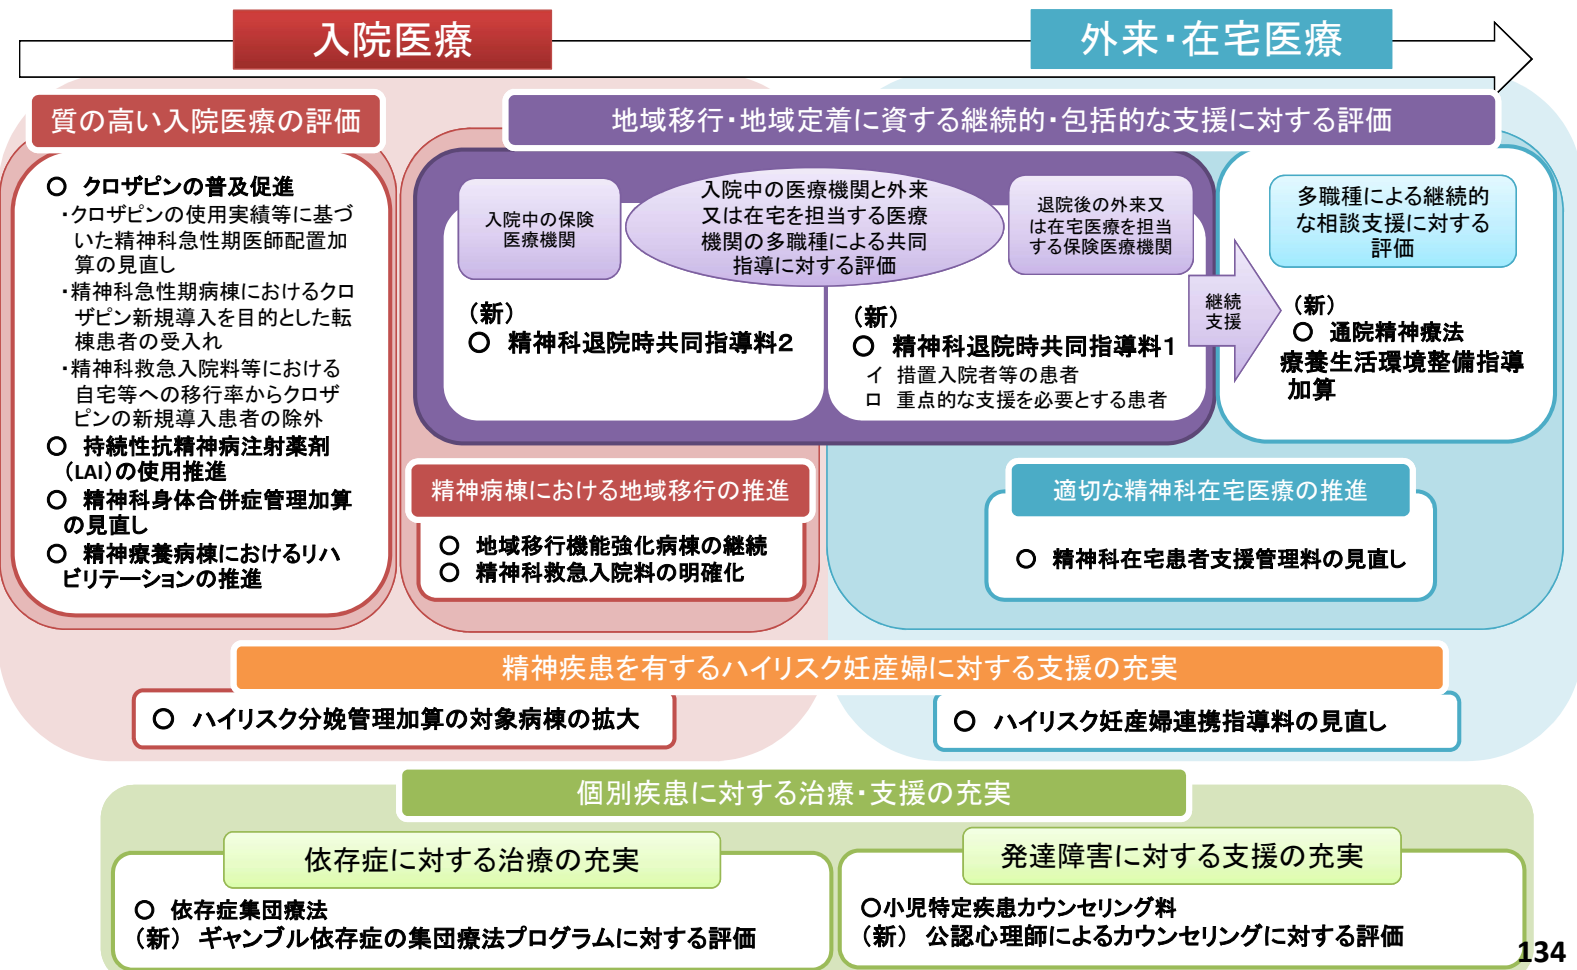 入院医療
外来・在宅医療
質の高い入院医療の評価
○ クロザピンの普及促進
・クロザピンの使用実績等に基づ
いた精神科急性期医師配置加
算の見直し
・精神科急性期病棟におけるクロ
ザピン新規導入を目的とした転
棟患者の受入れ
・精神科救急入院料等における
自宅等への移行率からクロザ
ピンの新規導入患者の除外
○ 持続性抗精神病注射薬剤
(LAI)の使用推進
○ 精神科身体合併症管理加算
の見直し
○ 精神療養病棟におけるリハ
ビリテーションの推進
地域移行・地域定着に資する継続的・包括的な支援に対する評価
入院中の保険
医療機関
入院中の医療機関と外来
又は在宅を担当する医療
機関の多職種による共同
指導に対する評価
退院後の外来又
は在宅医療を担当
する保険医療機関
(新)
○ 精神科退院時共同指導料2
(新)
○ 精神科退院時共同指導料1
イ 措置入院者等の患者
ロ 重点的な支援を必要とする患者
継続
支援
多職種による継続的
な相談支援に対する
評価
(新)
○ 通院精神療法
療養生活環境整備指導
加算
精神病棟における地域移行の推進
○ 地域移行機能強化病棟の継続
○ 精神科救急入院料の明確化
適切な精神科在宅医療の推進
○ 精神科在宅患者支援管理料の見直し
精神疾患を有するハイリスク妊産婦に対する支援の充実
○ ハイリスク分娩管理加算の対象病棟の拡大
○ ハイリスク妊産婦連携指導料の見直し
個別疾患に対する治療・支援の充実
依存症に対する治療の充実
○ 依存症集団療法
(新) ギャンブル依存症の集団療法プログラムに対する評価
発達障害に対する支援の充実
○小児特定疾患カウンセリング料
(新) 公認心理師によるカウンセリングに対する評価
134